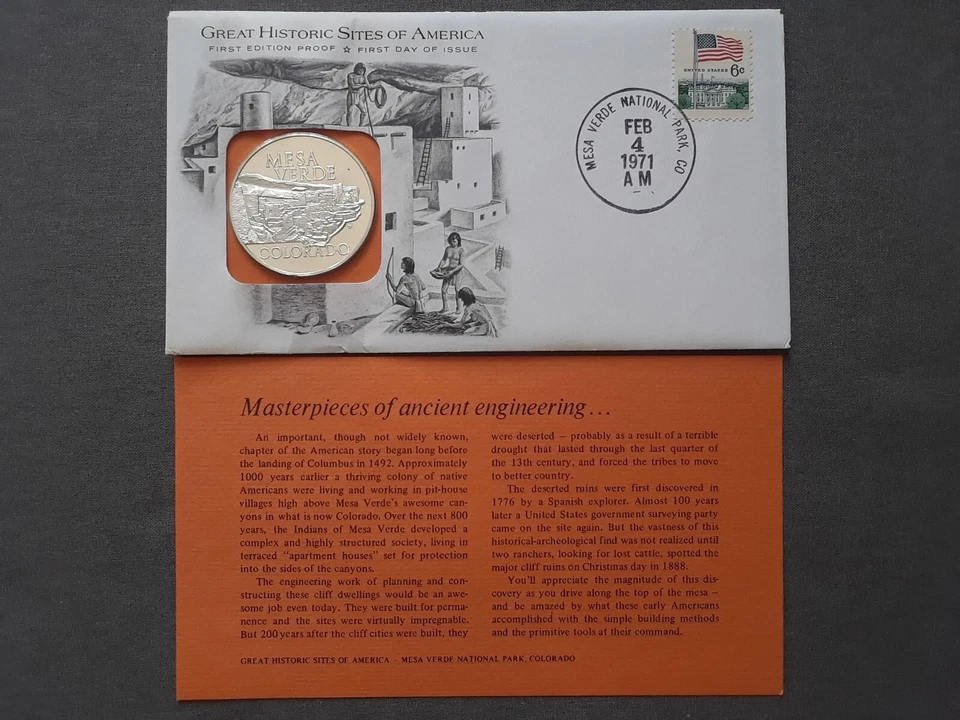 GREAT HISTORIC SITES OF AMERICA
FIRST EDITION PROOF ☆ FIRST DAY OF ISSUE
MESA
VERDE
COLORADO
UNITED STATES 6c
MESA VERDE NATIONAL PARK, CO
FEB
4
1971
AM
Masterpieces of ancient engineering...
An important, though not widely known,
chapter of the American story began long before
the landing of Columbus in 1492. Approximately
1000 years earlier a thriving colony of native
Americans were living and working in pit-house
villages high above Mesa Verde's awesome can-
yons in what is now Colorado. Over the next 800
years, the Indians of Mesa Verde developed a
complex and highly structured society, living in
terraced "apartment houses" set for protection
into the sides of the canyons.
The engineering work of planning and con-
structing these cliff dwellings would be an awe-
some job even today. They were built for perma-
nence and the sites were virtually impregnable.
But 200 years after the cliff cities were built, they
were deserted – probably as a result of a terrible
drought that lasted through the last quarter of
the 13th century, and forced the tribes to move
to better country.
The deserted ruins were first discovered in
1776 by a Spanish explorer. Almost 100 years
later a United States government surveying party
came on the site again. But the vastness of this
historical-archeological find was not realized until
two ranchers, looking for lost cattle, spotted the
major cliff ruins on Christmas day in 1888.
You'll appreciate the magnitude of this dis-
covery as you drive along the top of the mesa –
and be amazed by what these early Americans
accomplished with the simple building methods
and the primitive tools at their command.
GREAT HISTORIC SITES OF AMERICA - MESA VERDE NATIONAL PARK, COLORADO